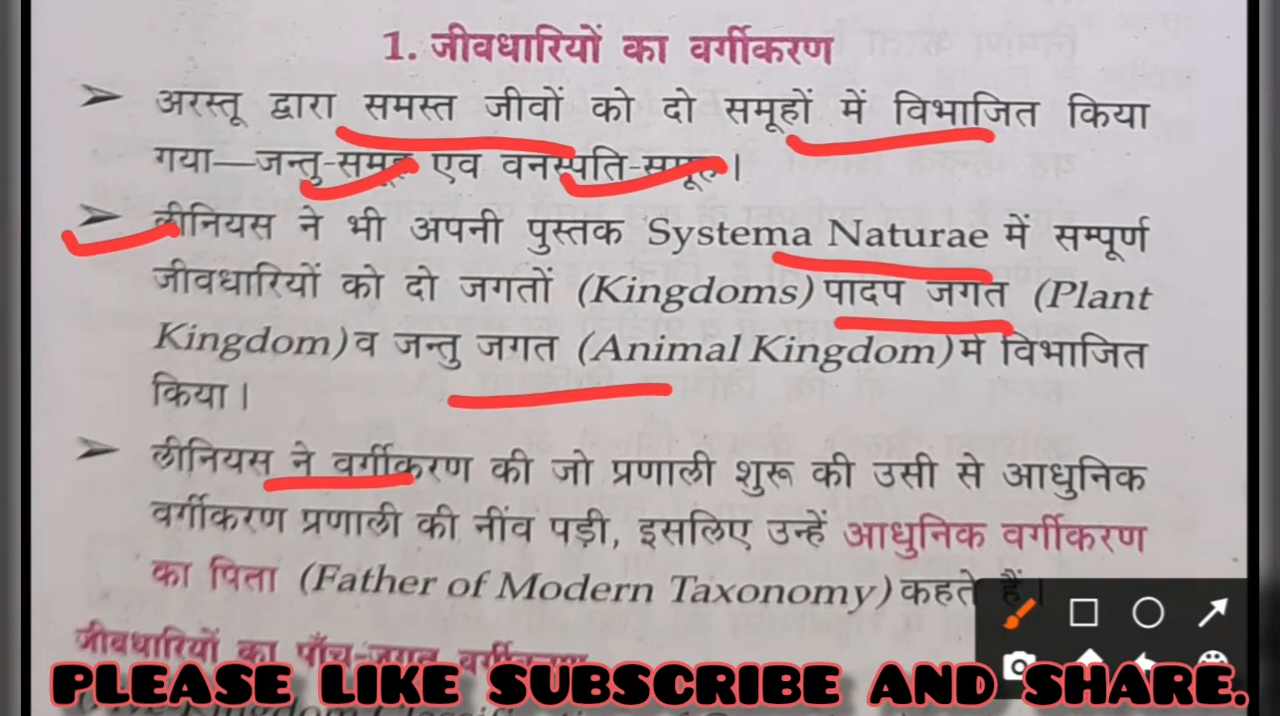 1. जीवधारियों का वर्गीकरण
➢ अरस्तू द्वारा समस्त जीवों को दो समूहों में विभाजित किया
गया—जन्तु-समूह एवं वनस्पति-समूह।
➢ लीनियस ने भी अपनी पुस्तक Systema Naturae में सम्पूर्ण
जीवधारियों को दो जगतों (Kingdoms) पादप जगत (Plant
Kingdom) व जन्तु जगत (Animal Kingdom) में विभाजित
किया।
➢ लीनियस ने वर्गीकरण की जो प्रणाली शुरू की उसी से आधुनिक
वर्गीकरण प्रणाली की नींव पड़ी, इसलिए उन्हें आधुनिक वर्गीकरण
का पिता (Father of Modern Taxonomy) कहते हैं।
जीवधारियों का पाँच-जगत वर्गीकरण
PLEASE LIKE SUBSCRIBE AND SHARE.